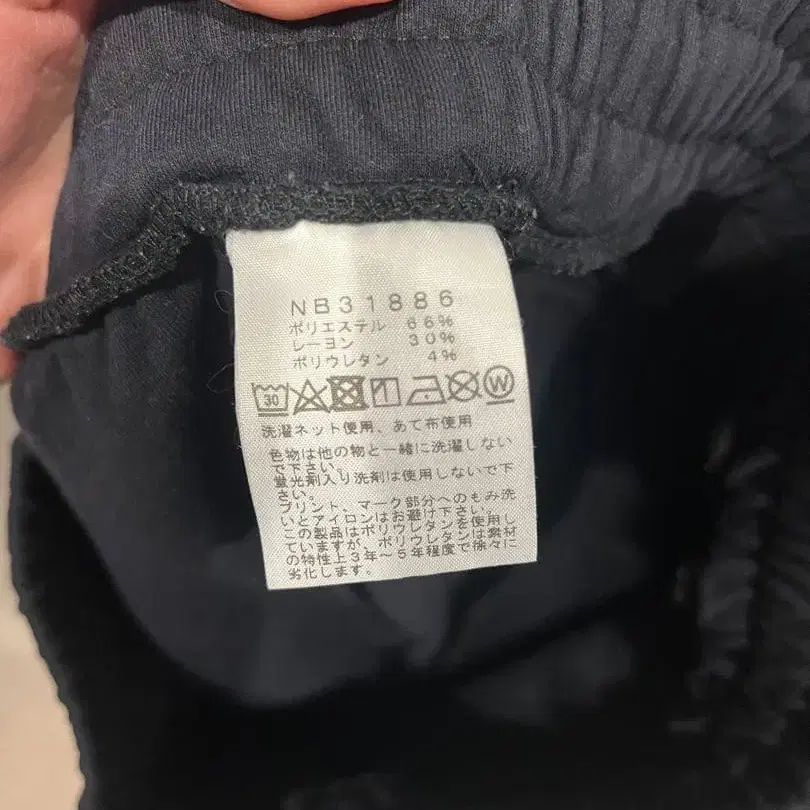 NB31886
ポリエステル 66%
レーヨン 30%
ポリウレタン 4%
30 W
洗濯ネット使用、あて布使用
色物は他の物と一緒に洗濯しない
で下さい。
蛍光剤入り洗剤は使用しないで下
さい。
プリント、マーク部分へのもみ洗
いとアイロンはお避け下さい。
この製品はポリウレタンを使用し
ていますが、ポリウレタンは素材
の特性上3年～5年程度で徐々に
劣化します。